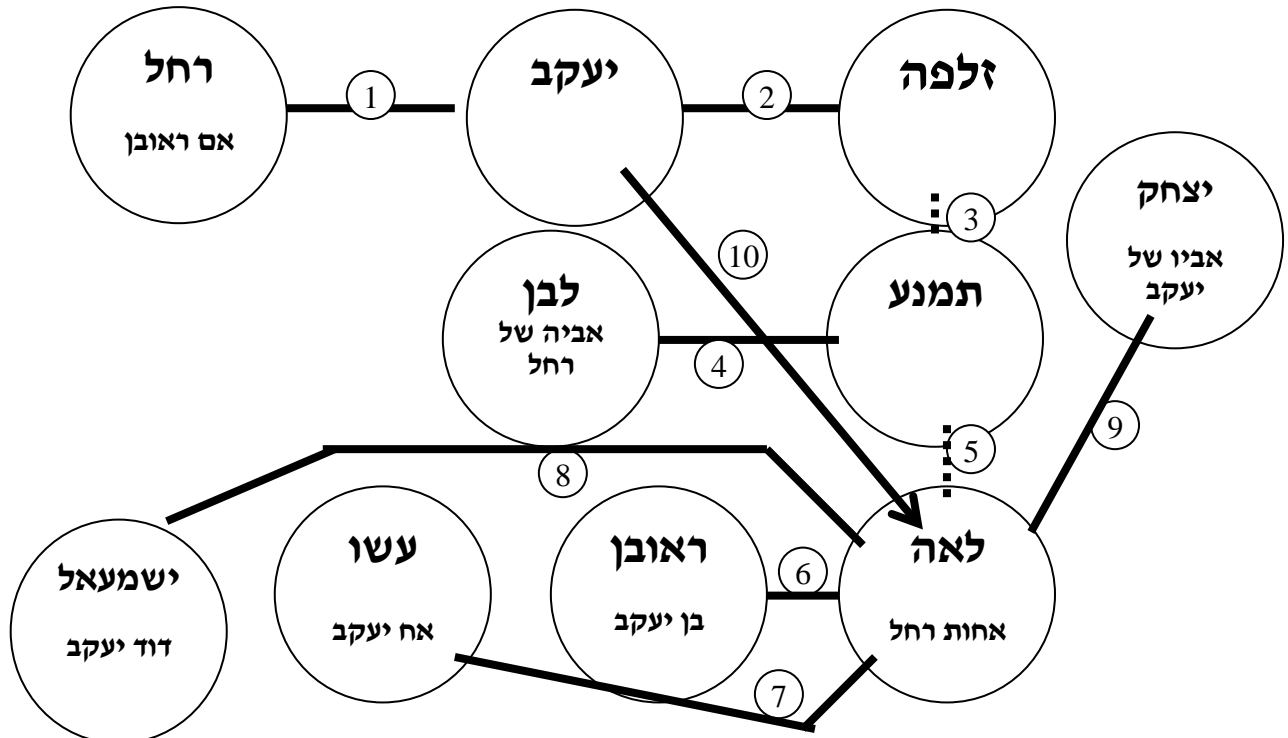 רחל
אם ראובן
1
יעקב
2
זלפה
3
יצחק
אביו של
יעקב
10
לבן
אביה של
רחל
4
תמנע
9
5
8
ישמעאל
דוד יעקב
עשו
אח יעקב
ראובן
בן יעקב
6
לאה
אחות רחל
7